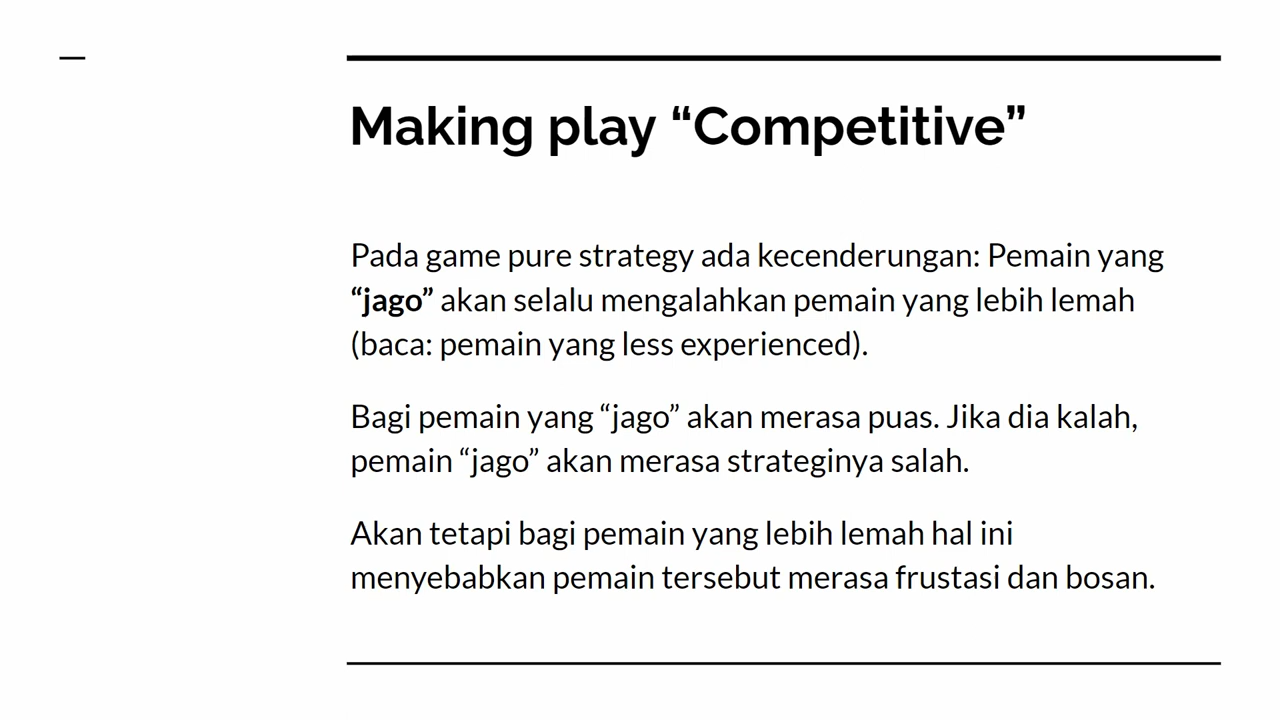 Making play “Competitive”
Pada game pure strategy ada kecenderungan: Pemain yang
“jago” akan selalu mengalahkan pemain yang lebih lemah
(baca: pemain yang less experienced).
Bagi pemain yang “jago” akan merasa puas. Jika dia kalah,
pemain “jago” akan merasa strateginya salah.
Akan tetapi bagi pemain yang lebih lemah hal ini
menyebabkan pemain tersebut merasa frustasi dan bosan.